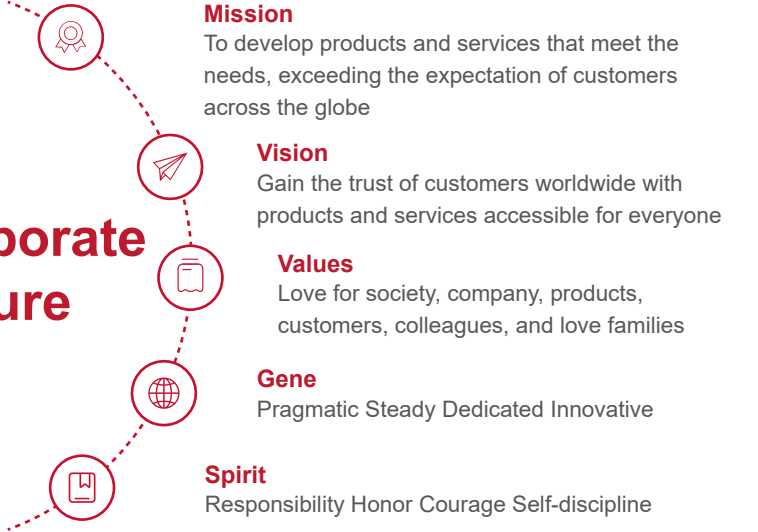 Mission
To develop products and services that meet the
needs, exceeding the expectation of customers
across the globe
Vision
Gain the trust of customers worldwide with
products and services accessible for everyone
porate
ure
Values
Love for society, company, products,
customers, colleagues, and love families
Gene
Pragmatic Steady Dedicated Innovative
Spirit
Responsibility Honor Courage Self-discipline